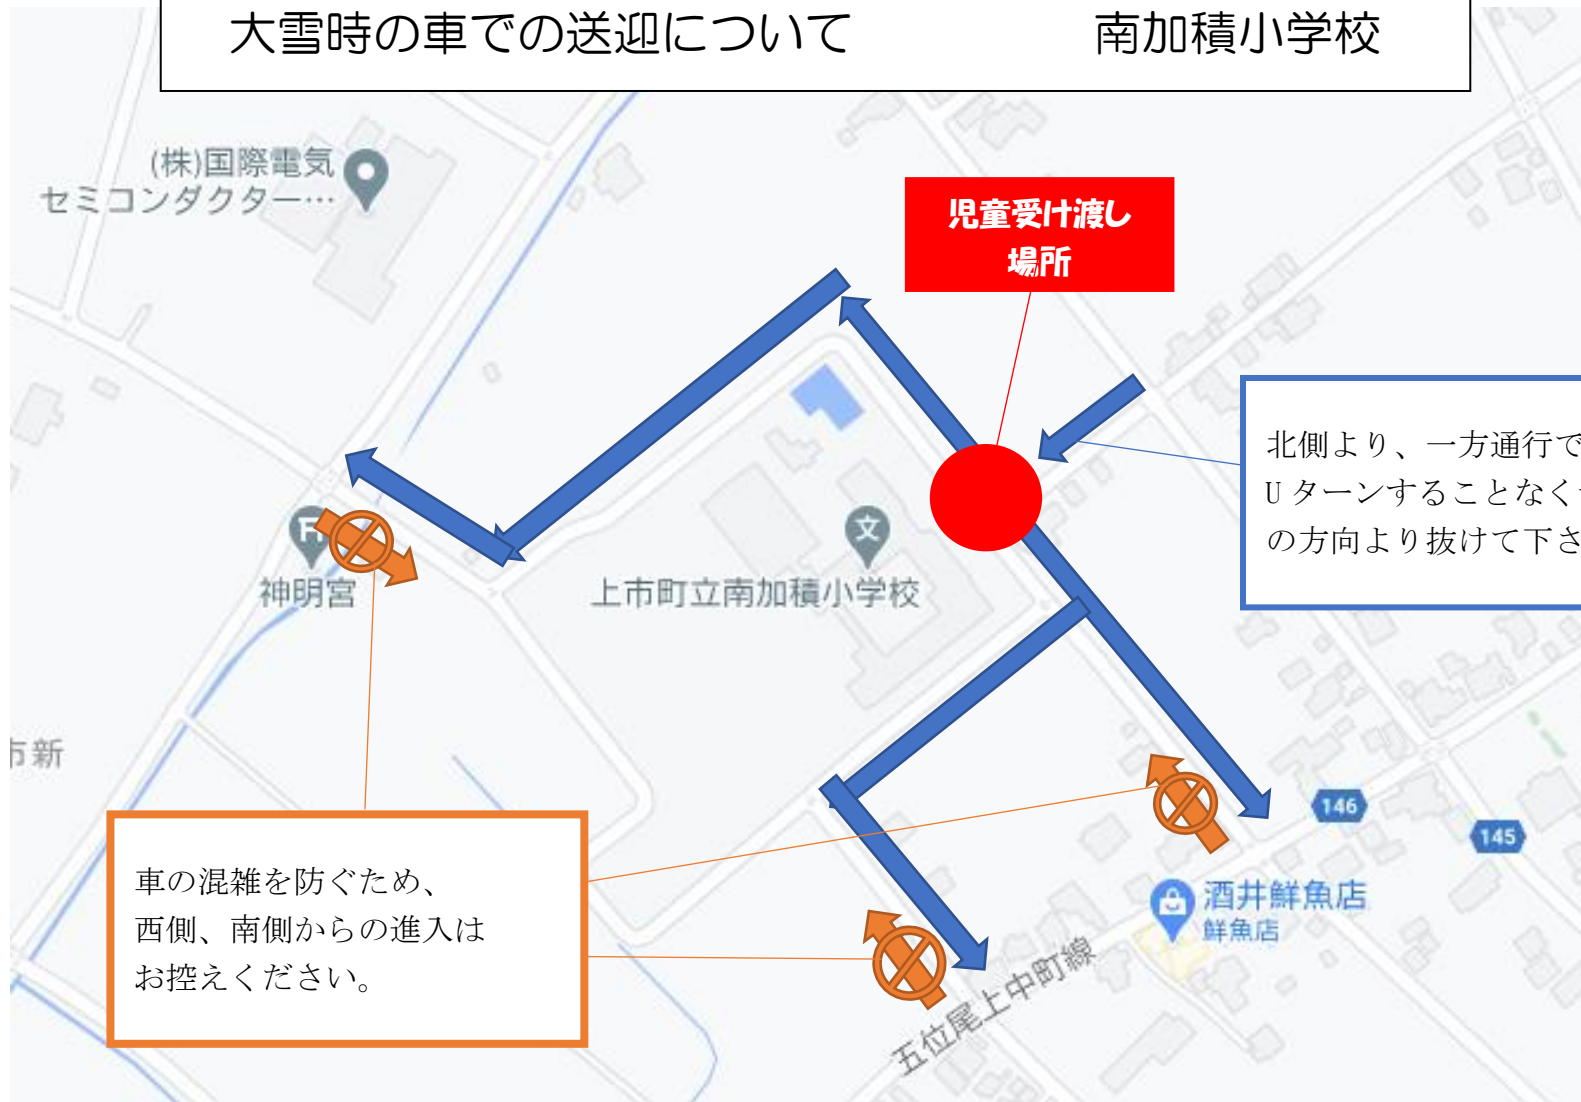 大雪時の車での送迎について 南加積小学校
(株)国際電気
セミコンダクター…
児童受け渡し
場所
北側より、一方通行で
Uターンすることなく
の方向より抜けて下さ
文
神明宮
上市町立南加積小学校
市新
146
145
車の混雑を防ぐため、
西側、南側からの進入は
お控えください。
酒井鮮魚店
鮮魚店
五位尾上中町線